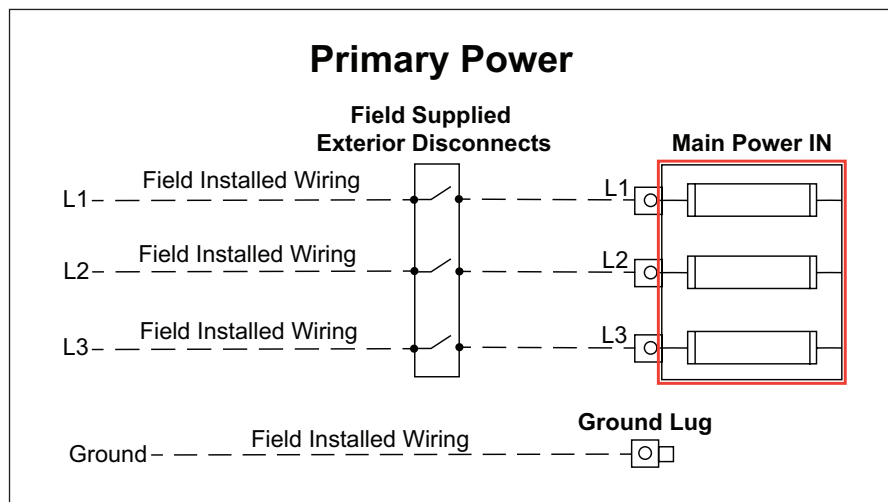 Primary Power
Field Supplied
Exterior Disconnects
Main Power IN
L1
Field Installed Wiring
L1
L2
Field Installed Wiring
L2
L3
Field Installed Wiring
L3
Ground Lug
Ground
Field Installed Wiring